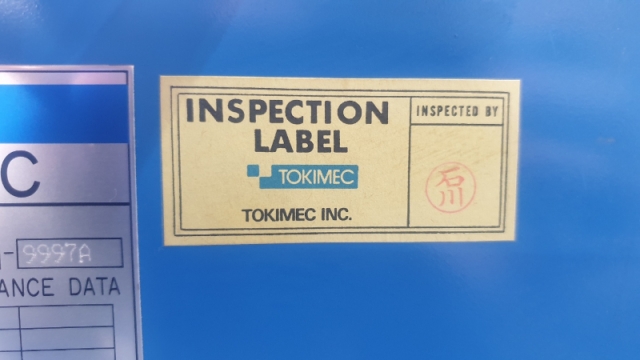 INSPECTION
LABEL
TOKIMEC
TOKIMEC INC.
INSPECTED BY
石
川
C
-9997A
ANCE DATA